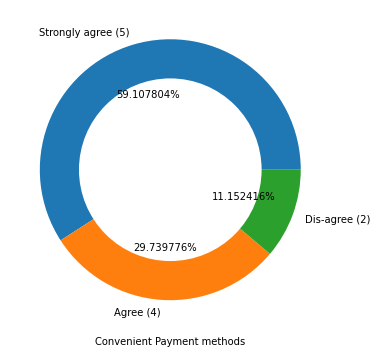 Strongly agree (5)
59.107804%
11.152416%
Dis-agree (2)
29.739776%
Agree (4)
Convenient Payment methods